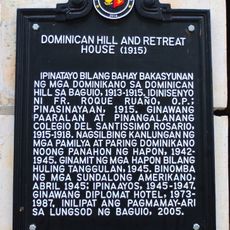 DOMINICAN HILL AND RETREAT
HOUSE (1915)
IPINATAYO BILANG BAHAY BAKASYUNAN
NG MGA DOMINIKANO SA DOMINICAN
HILL SA BAGUIO, 1913-1915. IDINISENYO
NI FR. ROQUE RUAÑO, O.P.;
PINASINAYAAN, 1915. GINAWANG
PAARALAN AT PINANGALANANG
COLEGIO DEL SANTISSIMO ROSARIO,
1915-1918. NAGSILBING KANLUNGAN NG
MGA PAMILYA AT PARING DOMINIKANO
NOONG PANAHON NG HAPON, 1942-
1945. GINAMIT NG MGA HAPON BILANG
HULING TANGGULAN, 1945. BINOMBA
NG MGA SUNDALONG AMERIKANO,
ABRIL 1945; IPINAAYOS, 1945-1947.
GINAWANG DIPLOMAT HOTEL, 1973-
1987. INILIPAT ANG PAGMAMAY-ARI
SA LUNGSOD NG BAGUIO, 2005.